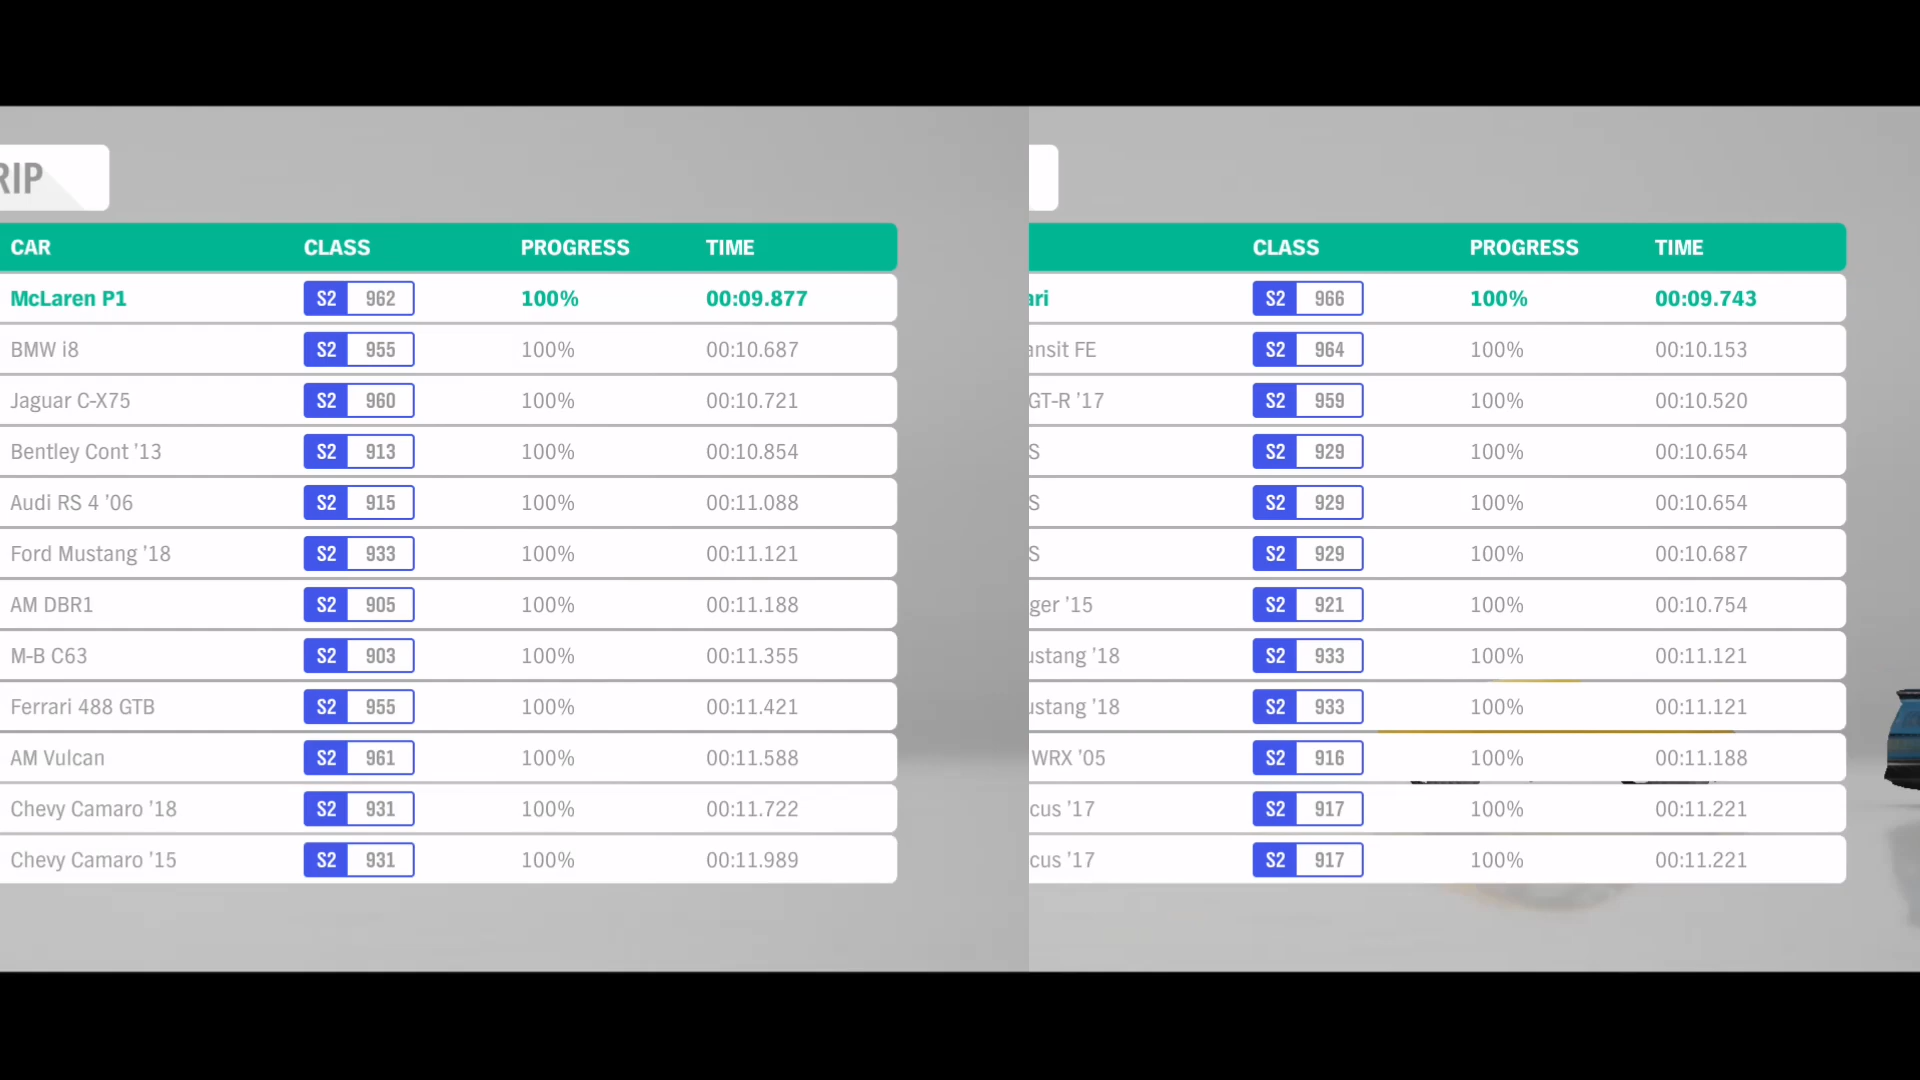 RIP
CAR CLASS PROGRESS TIME
McLaren P1 S2 962 100% 00:09.877
BMW i8 S2 955 100% 00:10.687
Jaguar C-X75 S2 960 100% 00:10.721
Bentley Cont '13 S2 913 100% 00:10.854
Audi RS 4 '06 S2 915 100% 00:11.088
Ford Mustang '18 S2 933 100% 00:11.121
AM DBR1 S2 905 100% 00:11.188
M-B C63 S2 903 100% 00:11.355
Ferrari 488 GTB S2 955 100% 00:11.421
AM Vulcan S2 961 100% 00:11.588
Chevy Camaro '18 S2 931 100% 00:11.722
Chevy Camaro '15 S2 931 100% 00:11.989
CLASS PROGRESS TIME
ari S2 966 100% 00:09.743
ansit FE S2 964 100% 00:10.153
GT-R '17 S2 959 100% 00:10.520
S S2 929 100% 00:10.654
S S2 929 100% 00:10.654
S S2 929 100% 00:10.687
ger '15 S2 921 100% 00:10.754
ustang '18 S2 933 100% 00:11.121
ustang '18 S2 933 100% 00:11.121
WRX '05 S2 916 100% 00:11.188
cus '17 S2 917 100% 00:11.221
cus '17 S2 917 100% 00:11.221